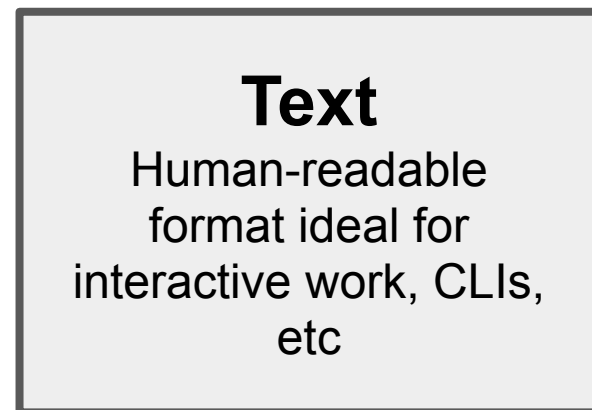 Text
Human-readable
format ideal for
interactive work, CLIs,
etc